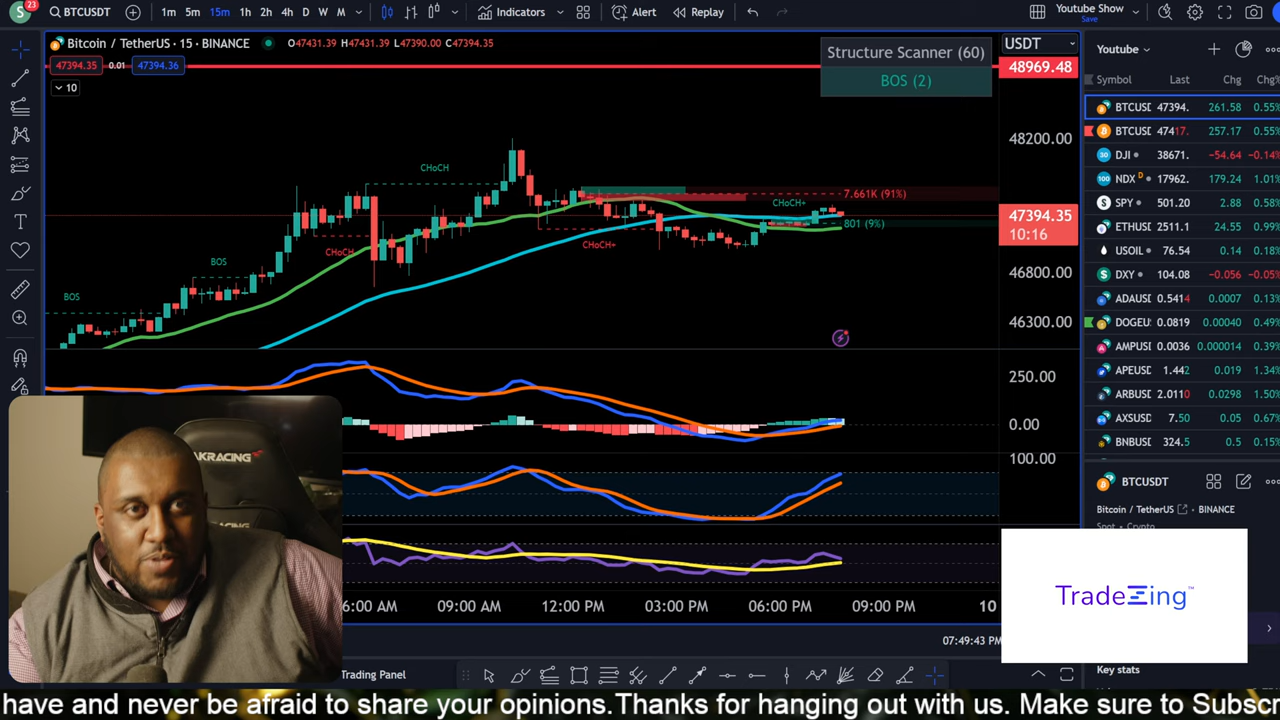 S
23
BTCUSDT
1m 5m 15m 1h 2h 4h D W M
Indicators
Alert
Replay
Youtube Show
Save
Bitcoin / TetherUS · 15 · BINANCE
O47431.39 H47431.39 L47390.00 C47394.35
47394.35
0.01
47394.36
10
Structure Scanner (60)
BOS (2)
USDT
48969.48
48200.00
47394.35
10:16
46800.00
46300.00
250.00
0.00
100.00
BOS
BOS
CHoCH
CHoCH
CHoCH+
CHoCH+
7.661K (91%)
801 (9%)
Youtube
Symbol Last Chg Chg%
BTCUSD 47394. 261.58 0.55%
BTCUSD 47417. 257.17 0.55%
DJI 38671. -54.64 -0.14%
NDX D 17962. 179.24 1.01%
SPY 501.20 2.88 0.58%
ETHUSD 2511.1 24.55 0.99%
USOIL 76.54 0.14 0.18%
DXY 104.08 -0.056 -0.05%
ADAUSD 0.5414 0.0007 0.13%
DOGEU 0.0819 0.00040 0.49%
AMPUSD 0.0036 0.000014 0.39%
APEUSD 1.442 0.019 1.34%
ARBUSD 2.0110 0.0298 1.50%
AXSUSD 7.50 0.05 0.67
BNBUSD 324.5 0.5 0.15%
BTCUSDT
Bitcoin / TetherUS · BINANCE
Spot · Crypto
AKRACING
RACING
TradeZing™
6:00 AM 09:00 AM 12:00 PM 03:00 PM 06:00 PM 09:00 PM 10
07:49:43 PM
Trading Panel
Key stats
have and never be afraid to share your opinions.Thanks for hanging out with us. Make sure to Subscr